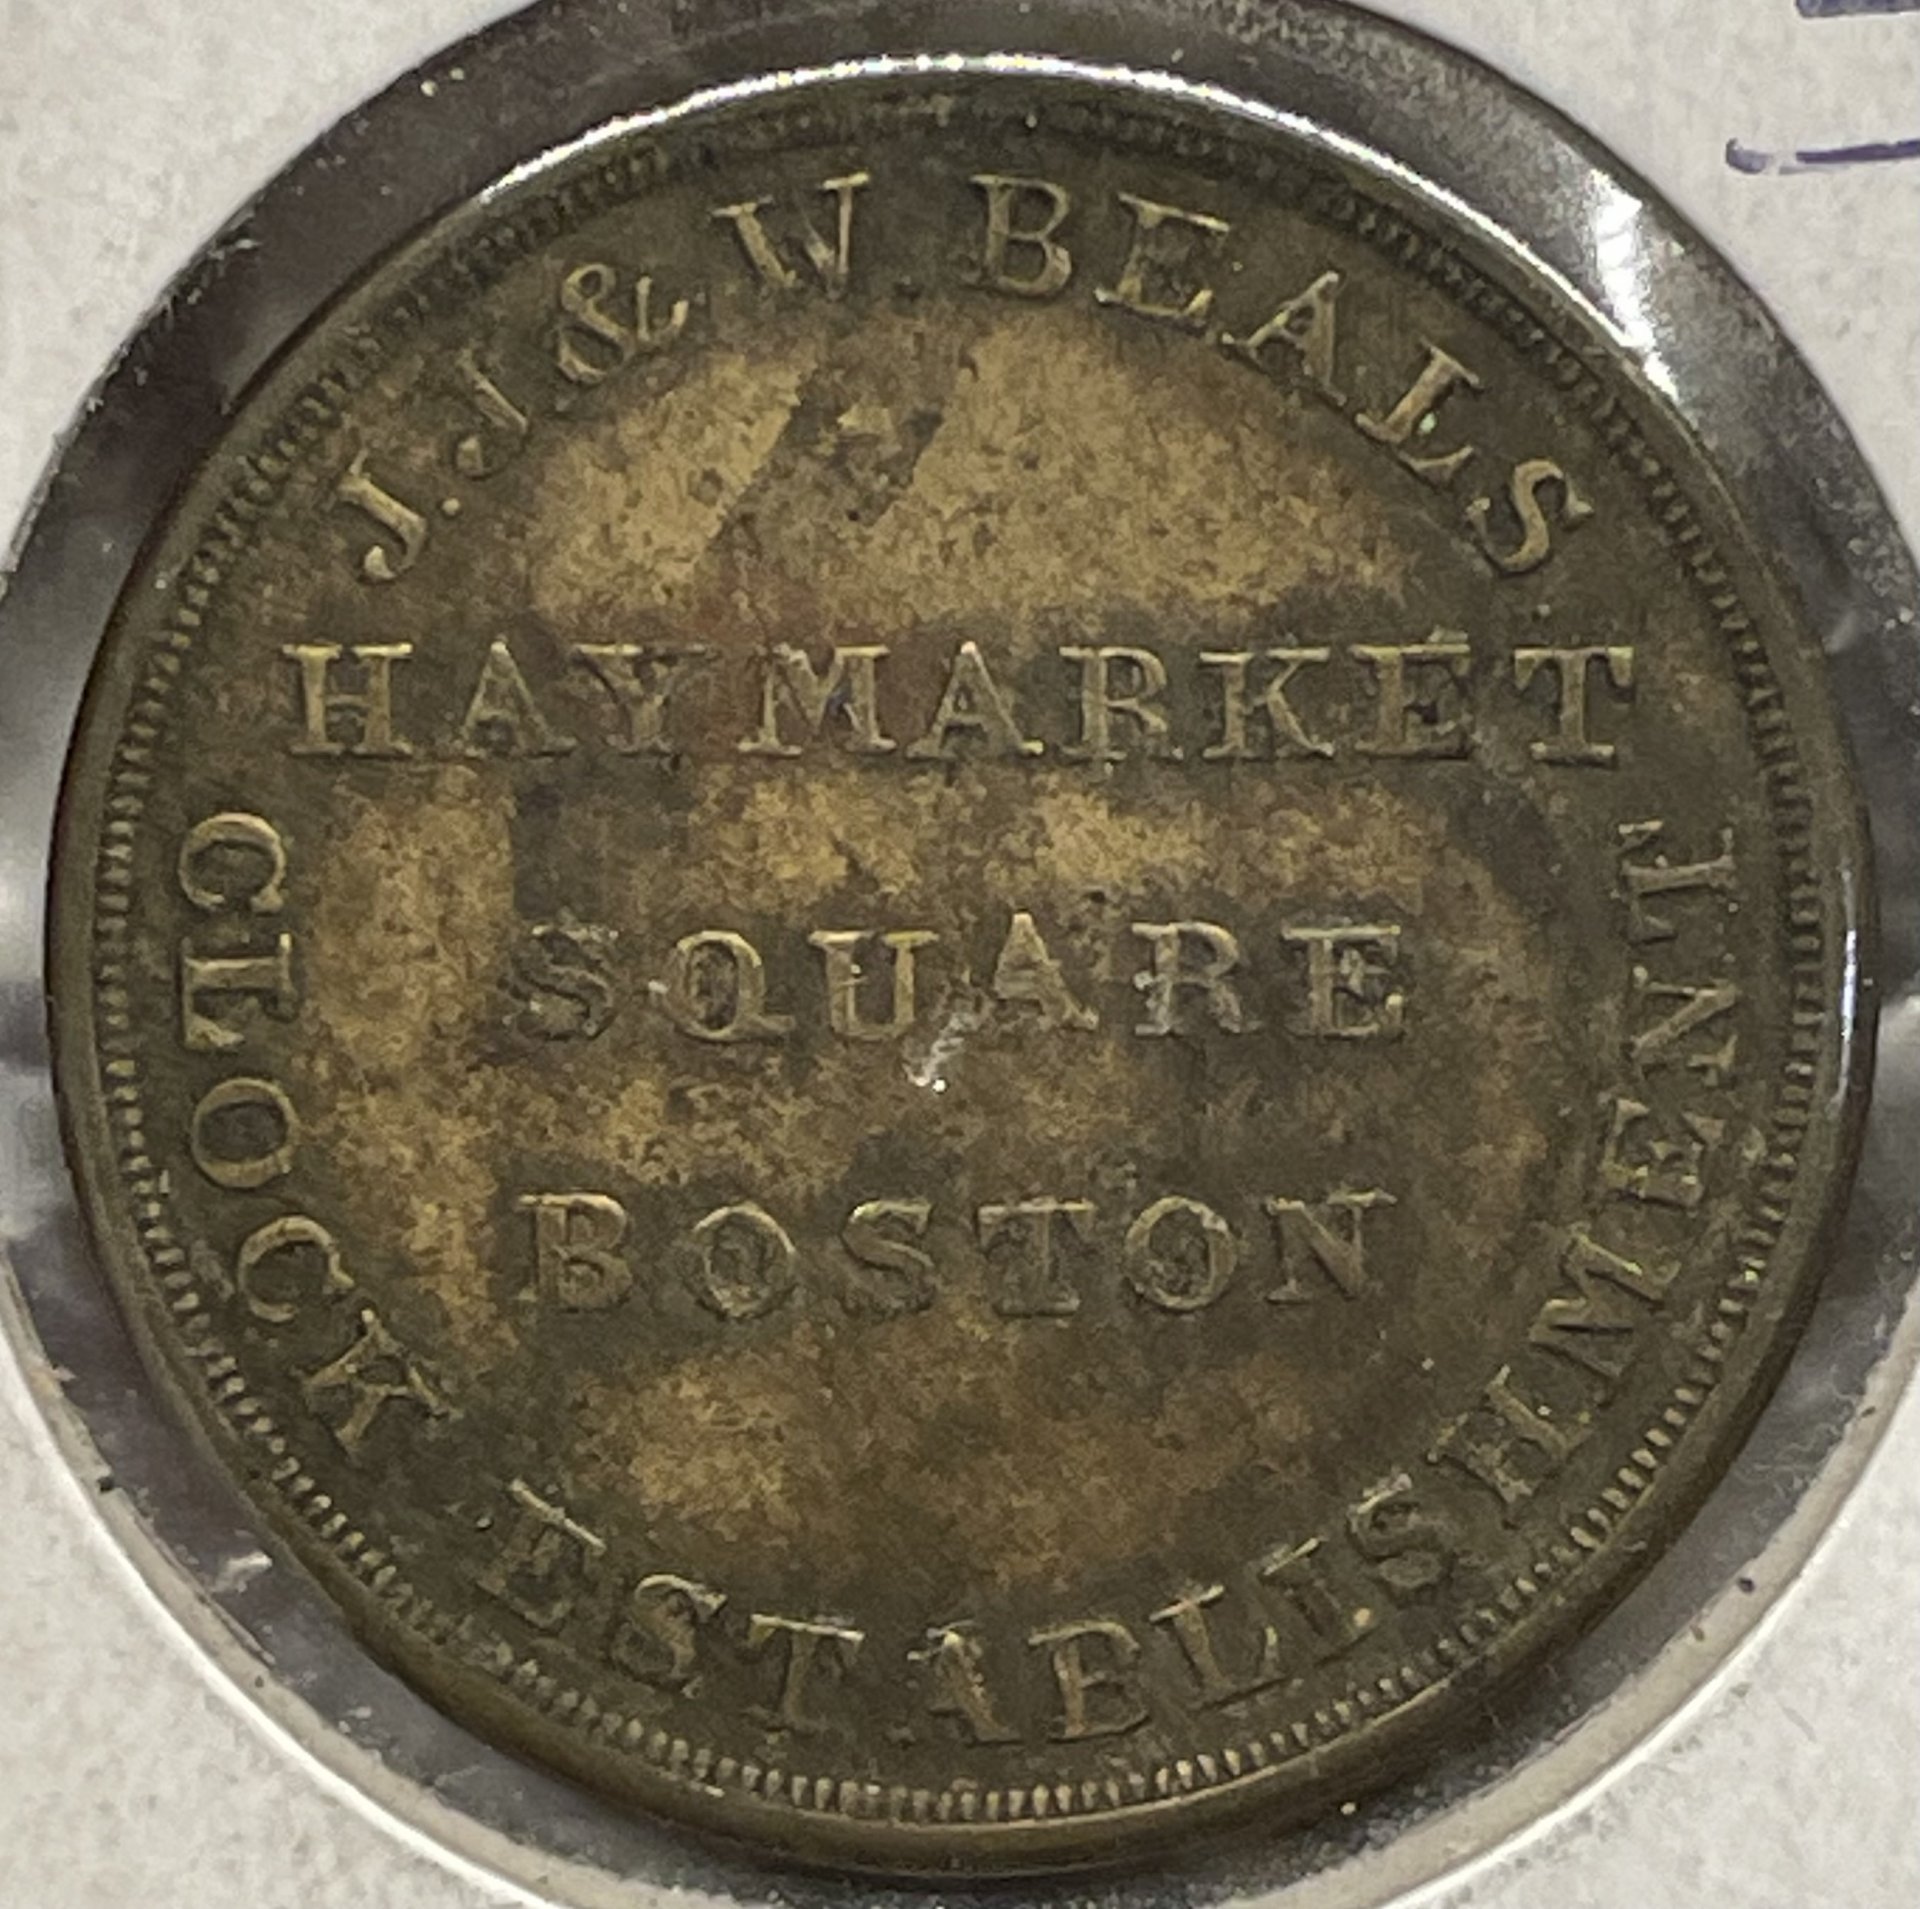 J. J. & W. BEALS
HAYMARKET
SQUARE
BOSTON
CLOCK ESTABLISHMENT